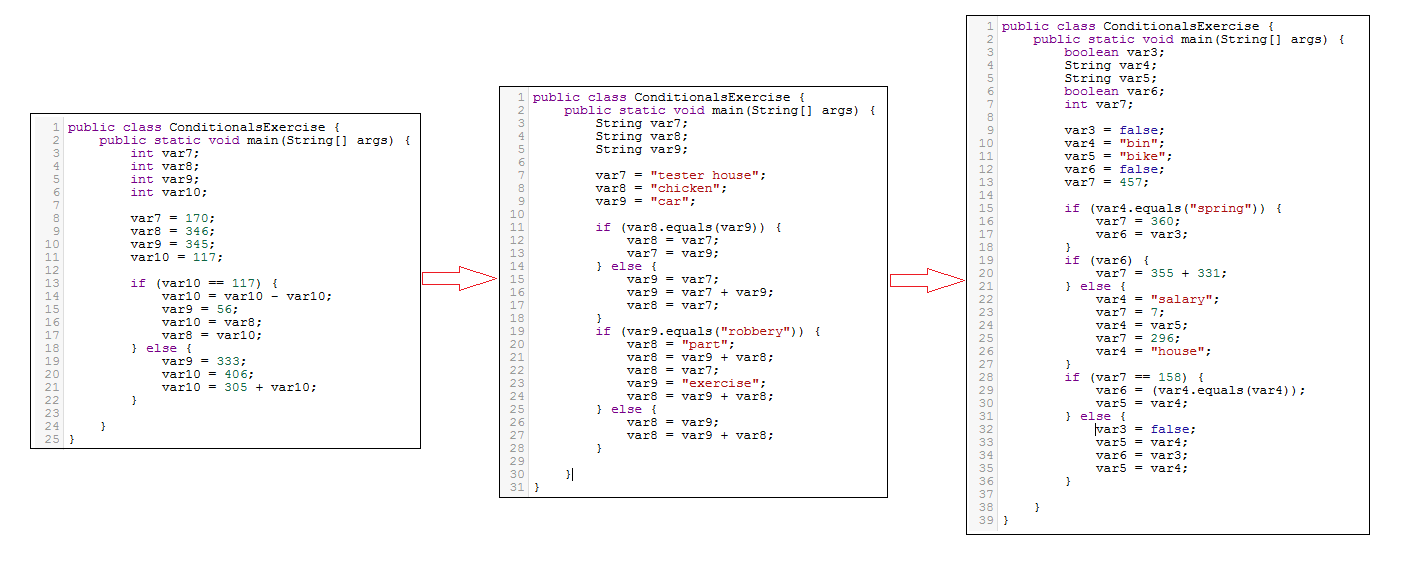 1 public class ConditionalsExercise {
2     public static void main(String[] args) {
3         int var7;
4         int var8;
5         int var9;
6         int var10;
7
8         var7 = 170;
9         var8 = 346;
10         var9 = 345;
11         var10 = 117;
12
13         if (var10 == 117) {
14             var10 = var10 - var10;
15             var9 = 56;
16             var10 = var8;
17             var8 = var10;
18         } else {
19             var9 = 333;
20             var10 = 406;
21             var10 = 305 + var10;
22         }
23
24     }
25 }
1 public class ConditionalsExercise {
2     public static void main(String[] args) {
3         String var7;
4         String var8;
5         String var9;
6
7         var7 = "tester house";
8         var8 = "chicken";
9         var9 = "car";
10
11         if (var8.equals(var9)) {
12             var8 = var7;
13             var7 = var9;
14         } else {
15             var9 = var7;
16             var9 = var7 + var9;
17             var8 = var7;
18         }
19         if (var9.equals("robbery")) {
20             var8 = "part";
21             var8 = var9 + var8;
22             var8 = var7;
23             var9 = "exercise";
24             var8 = var9 + var8;
25         } else {
26             var8 = var9;
27             var8 = var9 + var8;
28         }
29
30     }
31 }
1 public class ConditionalsExercise {
2     public static void main(String[] args) {
3         boolean var3;
4         String var4;
5         String var5;
6         boolean var6;
7         int var7;
8
9         var3 = false;
10         var4 = "bin";
11         var5 = "bike";
12         var6 = false;
13         var7 = 457;
14
15         if (var4.equals("spring")) {
16             var7 = 360;
17             var6 = var3;
18         }
19         if (var6) {
20             var7 = 355 + 331;
21         } else {
22             var4 = "salary";
23             var7 = 7;
24             var4 = var5;
25             var7 = 296;
26             var4 = "house";
27         }
28         if (var7 == 158) {
29             var6 = (var4.equals(var4));
30             var5 = var4;
31         } else {
32             var3 = false;
33             var5 = var4;
34             var6 = var3;
35             var5 = var4;
36         }
37
38     }
39 }